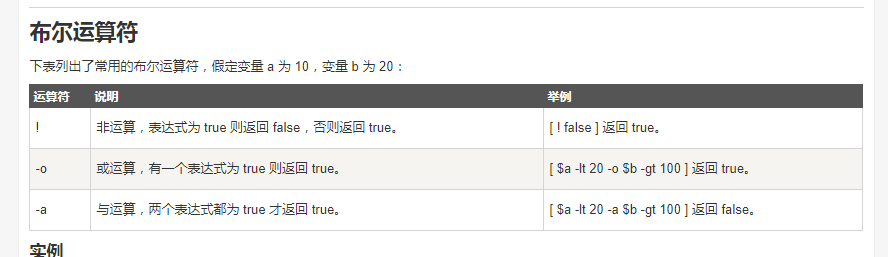 布尔运算符
下表列出了常用的布尔运算符，假定变量 a 为 10，变量 b 为 20：
运算符 说明 举例
! 非运算，表达式为 true 则返回 false，否则返回 true。 [ ! false ] 返回 true。
-o 或运算，有一个表达式为 true 则返回 true。 [ $a -lt 20 -o $b -gt 100 ] 返回 true。
-a 与运算，两个表达式都为 true 才返回 true。 [ $a -lt 20 -a $b -gt 100 ] 返回 false。
实例